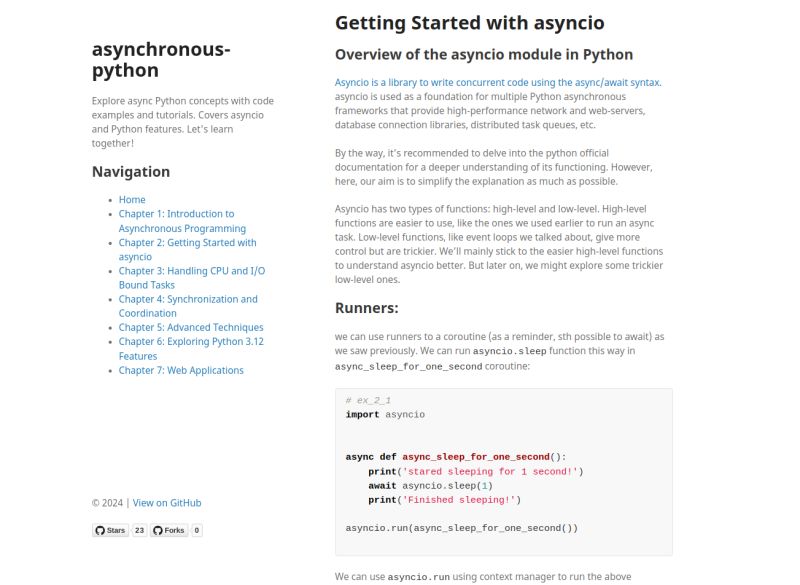 asynchronous-
python
Explore async Python concepts with code
examples and tutorials. Covers asyncio
and Python features. Let's learn
together!
Navigation
Home
Chapter 1: Introduction to
Asynchronous Programming
Chapter 2: Getting Started with
asyncio
Chapter 3: Handling CPU and I/O
Bound Tasks
Chapter 4: Synchronization and
Coordination
Chapter 5: Advanced Techniques
Chapter 6: Exploring Python 3.12
Features
Chapter 7: Web Applications
© 2024 | View on GitHub
Stars 23 Forks 0
Getting Started with asyncio
Overview of the asyncio module in Python
Asyncio is a library to write concurrent code using the async/await syntax.
asyncio is used as a foundation for multiple Python asynchronous
frameworks that provide high-performance network and web-servers,
database connection libraries, distributed task queues, etc.
By the way, it's recommended to delve into the python official
documentation for a deeper understanding of its functioning. However,
here, our aim is to simplify the explanation as much as possible.
Asyncio has two types of functions: high-level and low-level. High-level
functions are easier to use, like the ones we used earlier to run an async
task. Low-level functions, like event loops we talked about, give more
control but are trickier. We'll mainly stick to the easier high-level functions
to understand asyncio better. But later on, we might explore some trickier
low-level ones.
Runners:
we can use runners to a coroutine (as a reminder, sth possible to await) as
we saw previously. We can run asyncio.sleep function this way in
async_sleep_for_one_second coroutine:
# ex_2_1
import asyncio
async def async_sleep_for_one_second():
    print('stared sleeping for 1 second!')
    await asyncio.sleep(1)
    print('Finished sleeping!')
asyncio.run(async_sleep_for_one_second())
We can use asyncio.run using context manager to run the above